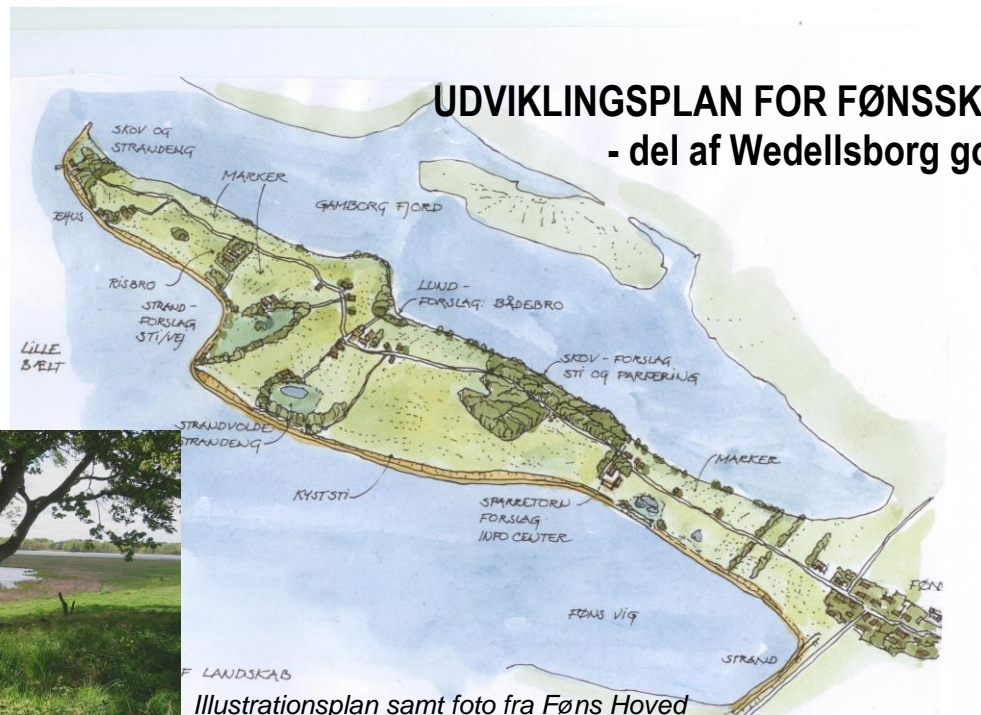 UDVIKLINGSPLAN FOR FØNSSK
- del af Wedellsborg go
SKOV OG
STRANDENG
MARKER
GAMBORG FJORD
RISBRO
LUND -
FORSLAG: BÅDEBRO
STRAND -
FORSLAG
STI/VEJ
LILLE
BÆLT
SKOV - FORSLAG
STI OG PARKERING
STRANDVOLDE
STRANDENG
KYSTSTI
MARKER
SPARRETORN
FORSLAG
INFO CENTER
FØNS
FØNS VIG
STRAND
F LANDSKAB
Illustrationsplan samt foto fra Føns Hoved